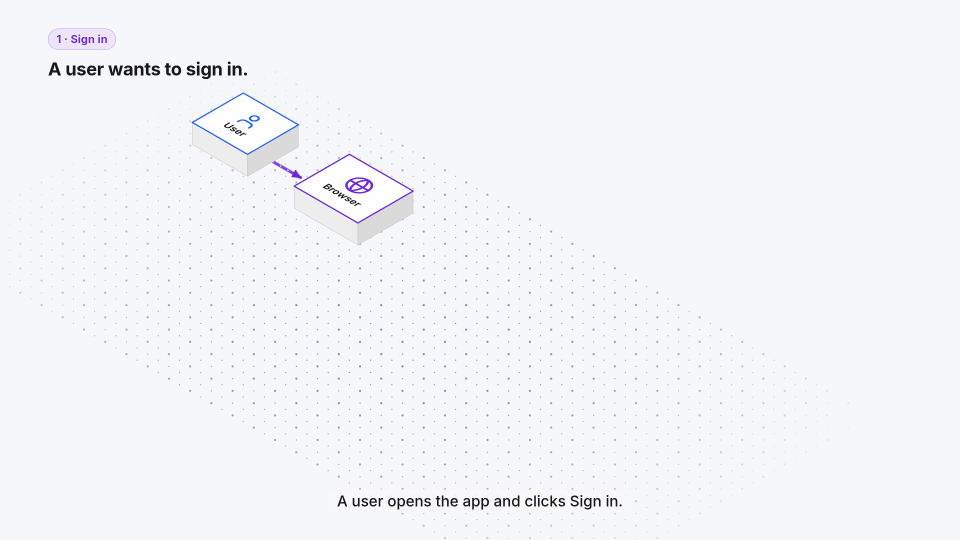 1 · Sign in
A user wants to sign in.
User
Browser
A user opens the app and clicks Sign in.